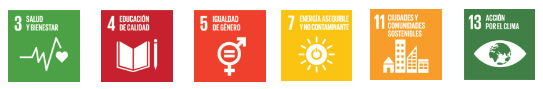 3 SALUD
Y BIENESTAR
4 EDUCACIÓN
DE CALIDAD
5 IGUALDAD
DE GÉNERO
7 ENERGÍA ASEQUIBLE
Y NO CONTAMINANTE
11 CIUDADES Y
COMUNIDADES
SOSTENIBLES
13 ACCIÓN
POR EL CLIMA